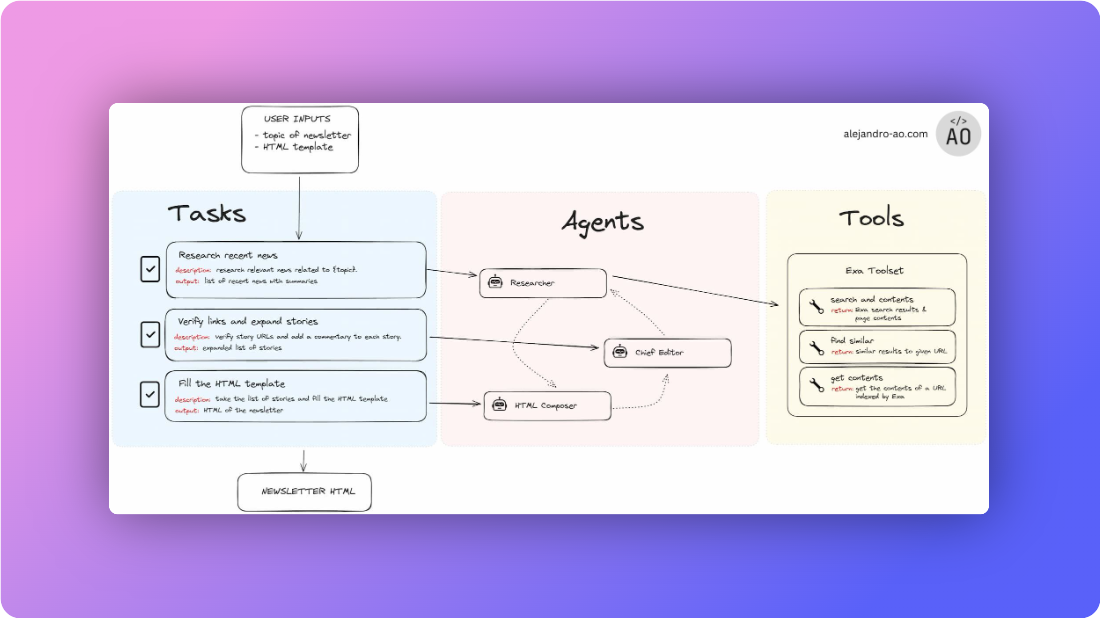 USER INPUTS
- topic of newsletter
- HTML template
alejandro-ao.com
</>
AO
Tasks
Research recent news
description: research relevant news related to {topic}.
output: list of recent news with summaries
Verify links and expand stories
description: verify story URLs and add a commentary to each story.
output: expanded list of stories
Fill the HTML template
description: take the list of stories and fill the HTML template
output: HTML of the newsletter
NEWSLETTER HTML
Agents
Researcher
Chief Editor
HTML Composer
Tools
Exa Toolset
search and contents
return: Exa search results &
page contents
find similar
return: similar results to given URL
get contents
return: get the contents of a URL
indexed by Exa